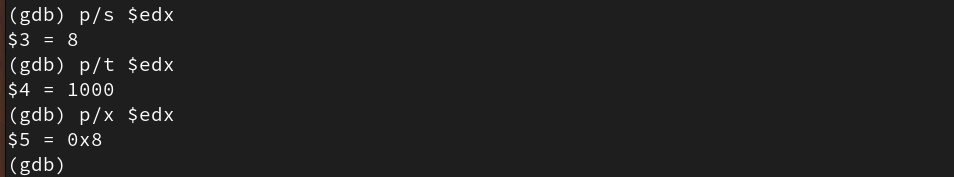 (gdb) p/s $edx
$3 = 8
(gdb) p/t $edx
$4 = 1000
(gdb) p/x $edx
$5 = 0x8
(gdb)